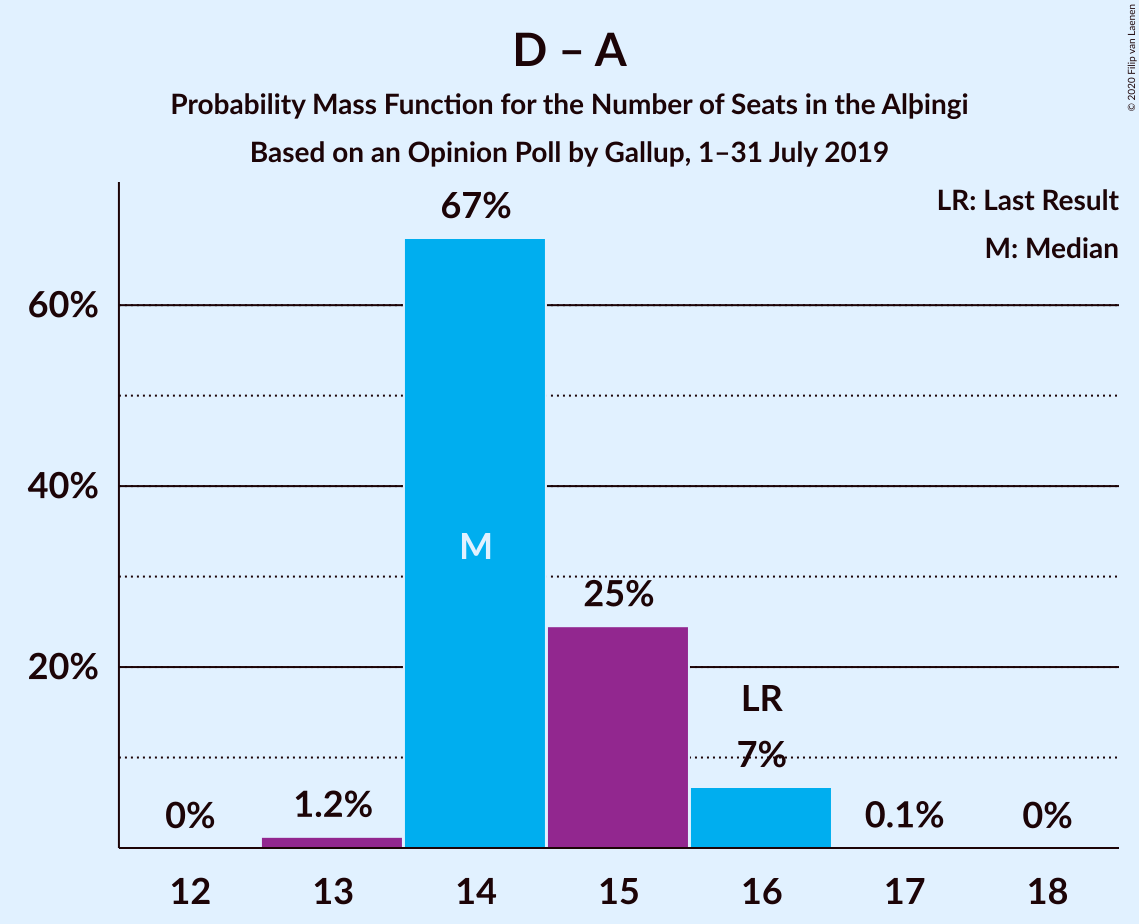 D – A
Probability Mass Function for the Number of Seats in the Alþingi
Based on an Opinion Poll by Gallup, 1–31 July 2019
© 2020 Filip van Laenen
LR: Last Result
M: Median
67%
60%
40%
M
25%
20%
LR
7%
0%
1.2%
0.1%
0%
12
13
14
15
16
17
18